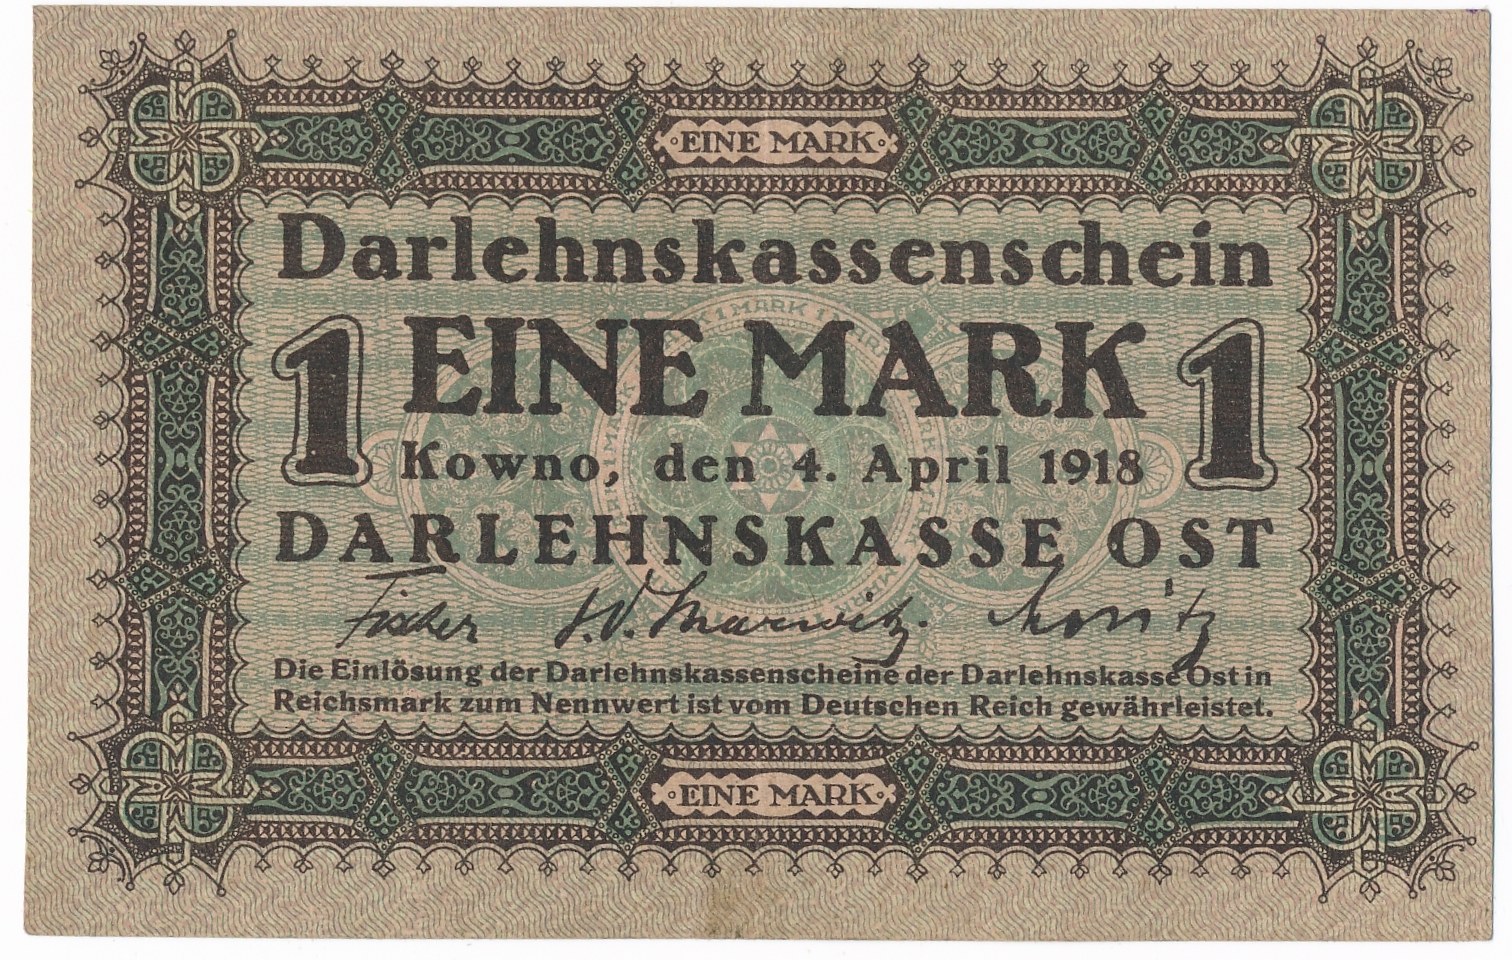 EINE MARK
Darlehnskassenschein
1 EINE MARK 1
Kowno, den 4. April 1918
DARLEHNSKASSE OST
Fischer
Die Einlösung der Darlehnskassenscheine der Darlehnskasse Ost in
Reichsmark zum Nennwert ist vom Deutschen Reich gewährleistet.
EINE MARK